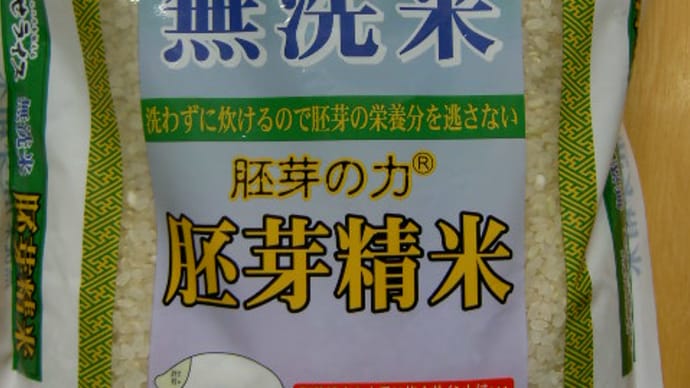 無洗米
洗わずに炊けるので胚芽の栄養分を逃さない
胚芽の力®
胚芽精米
無洗米
胚芽精米